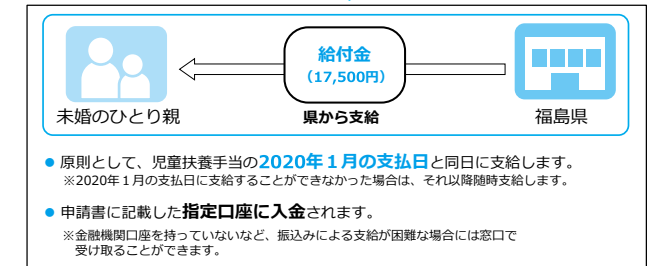 給付金
（17,500円）
未婚のひとり親
県から支給
福島県
● 原則として、児童扶養手当の2020年１月の支払日と同日に支給します。
※2020年１月の支払日に支給することができなかった場合は、それ以降随時支給します。
● 申請書に記載した指定口座に入金されます。
※金融機関口座を持っていないなど、振込みによる支給が困難な場合には窓口で
受け取ることができます。